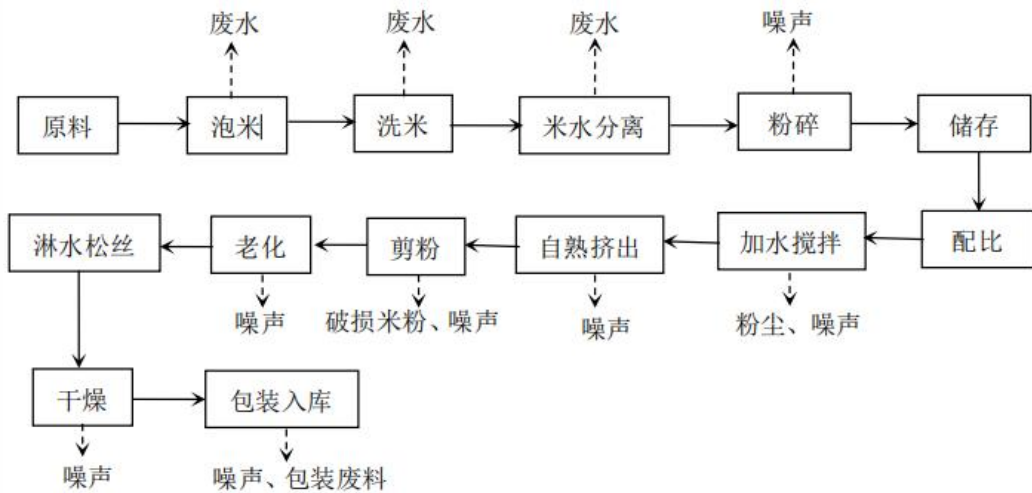 废水 废水 废水 噪声
原料 泡米 洗米 米水分离 粉碎 储存
淋水松丝 老化 剪粉 自熟挤出 加水搅拌 配比
噪声 破损米粉、噪声 噪声 粉尘、噪声
干燥 包装入库
噪声 噪声、包装废料